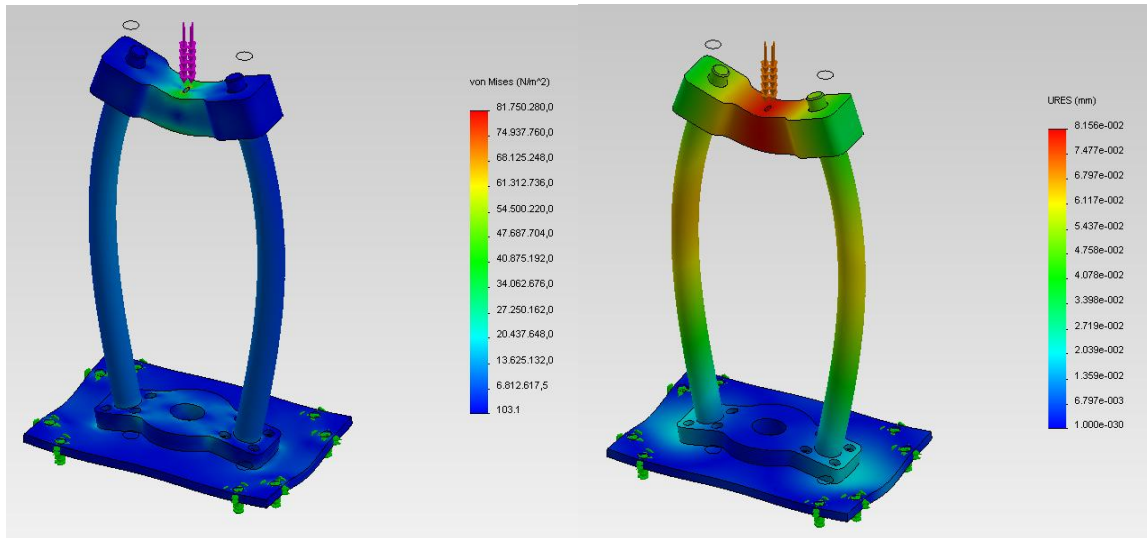 von Mises (N/m^2)
81.750.280,0
74.937.760,0
68.125.248,0
61.312.736,0
54.500.220,0
47.687.704,0
40.875.192,0
34.062.676,0
27.250.162,0
20.437.648,0
13.625.132,0
6.812.617,5
103.1
URES (mm)
8.156e-002
7.477e-002
6.797e-002
6.117e-002
5.437e-002
4.078e-002
3.398e-002
2.719e-002
2.039e-002
1.359e-002
6.797e-003
1.000e-030